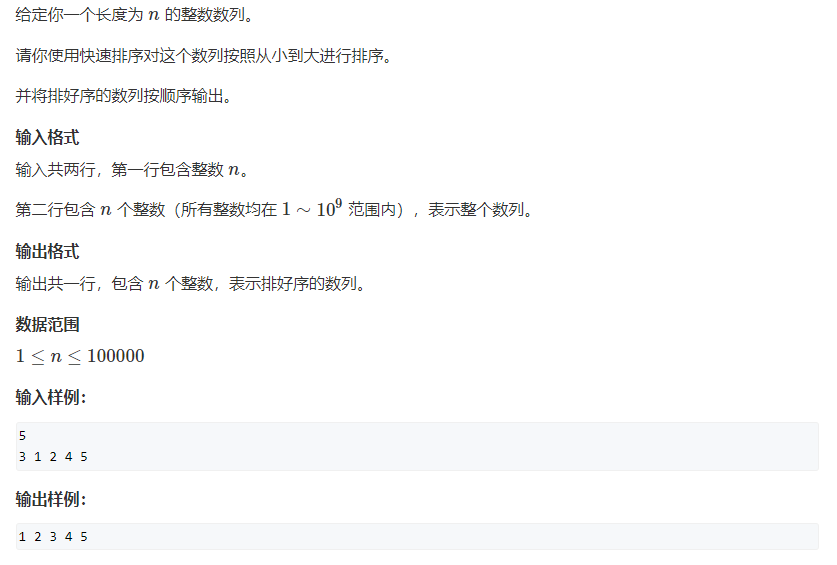 给定你一个长度为 n 的整数数列。
请你使用快速排序对这个数列按照从小到大进行排序。
并将排好序的数列按顺序输出。
输入格式
输入共两行，第一行包含整数 n。
第二行包含 n 个整数（所有整数均在 1 ∼ 10⁹ 范围内），表示整个数列。
输出格式
输出共一行，包含 n 个整数，表示排好序的数列。
数据范围
1 ≤ n ≤ 100000
输入样例：
5
3 1 2 4 5
输出样例：
1 2 3 4 5